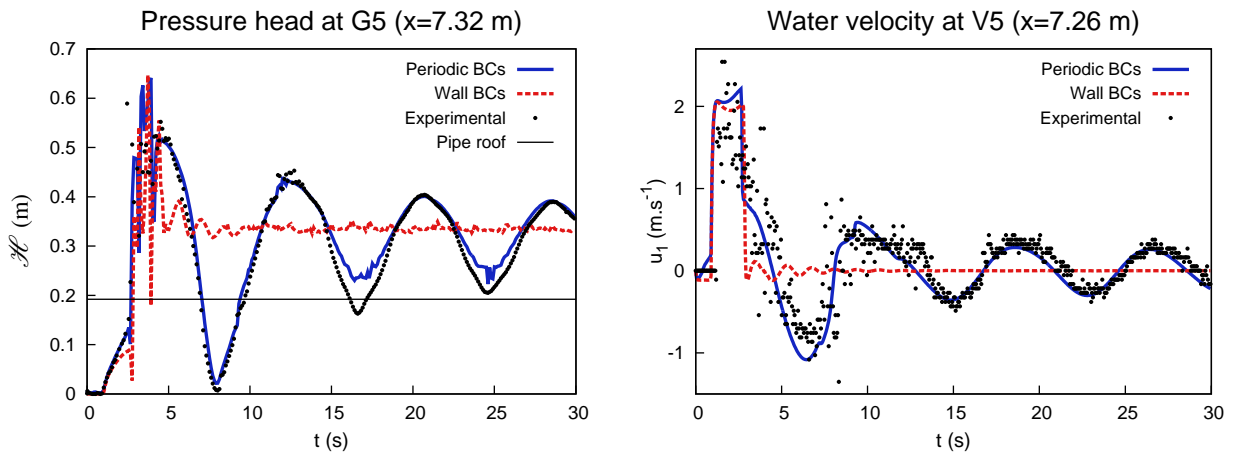 Pressure head at G5 (x=7.32 m)
0.7
0.6
0.5
0.4
0.3
0.2
0.1
0
ℋ (m)
Periodic BCs
Wall BCs
Experimental
Pipe roof
0 5 10 15 20 25 30
t (s)
Water velocity at V5 (x=7.26 m)
2
1
0
-1
u1 (m.s-1)
Periodic BCs
Wall BCs
Experimental
0 5 10 15 20 25 30
t (s)